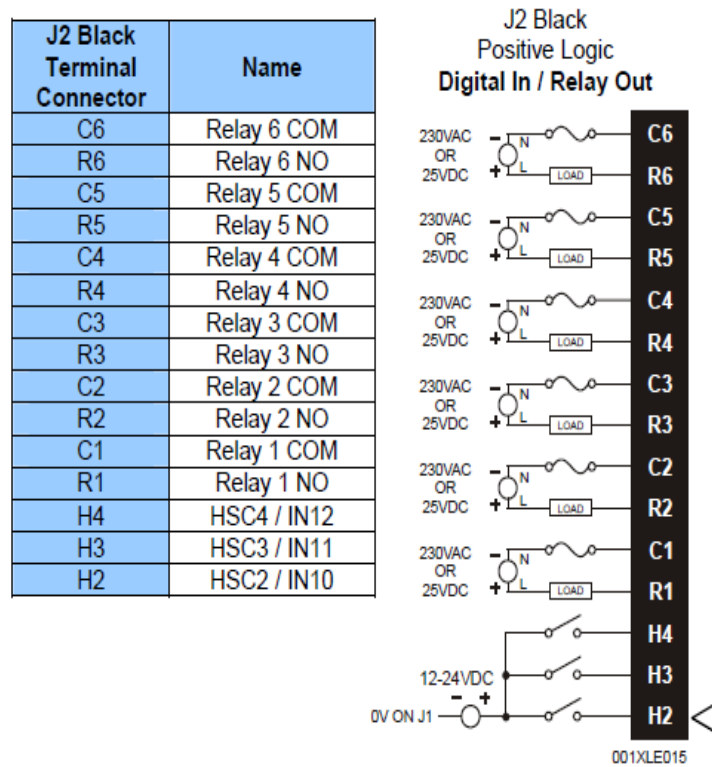 J2 Black
Terminal
Connector
Name
C6 Relay 6 COM
R6 Relay 6 NO
C5 Relay 5 COM
R5 Relay 5 NO
C4 Relay 4 COM
R4 Relay 4 NO
C3 Relay 3 COM
R3 Relay 3 NO
C2 Relay 2 COM
R2 Relay 2 NO
C1 Relay 1 COM
R1 Relay 1 NO
H4 HSC4 / IN12
H3 HSC3 / IN11
H2 HSC2 / IN10
J2 Black
Positive Logic
Digital In / Relay Out
230VAC - N C6
OR
25VDC + L LOAD R6
230VAC - N C5
OR
25VDC + L LOAD R5
230VAC - N C4
OR
25VDC + L LOAD R4
230VAC - N C3
OR
25VDC + L LOAD R3
230VAC - N C2
OR
25VDC + L LOAD R2
230VAC - N C1
OR
25VDC + L LOAD R1
H4
12-24VDC H3
- +
0V ON J1 H2
001XLE015